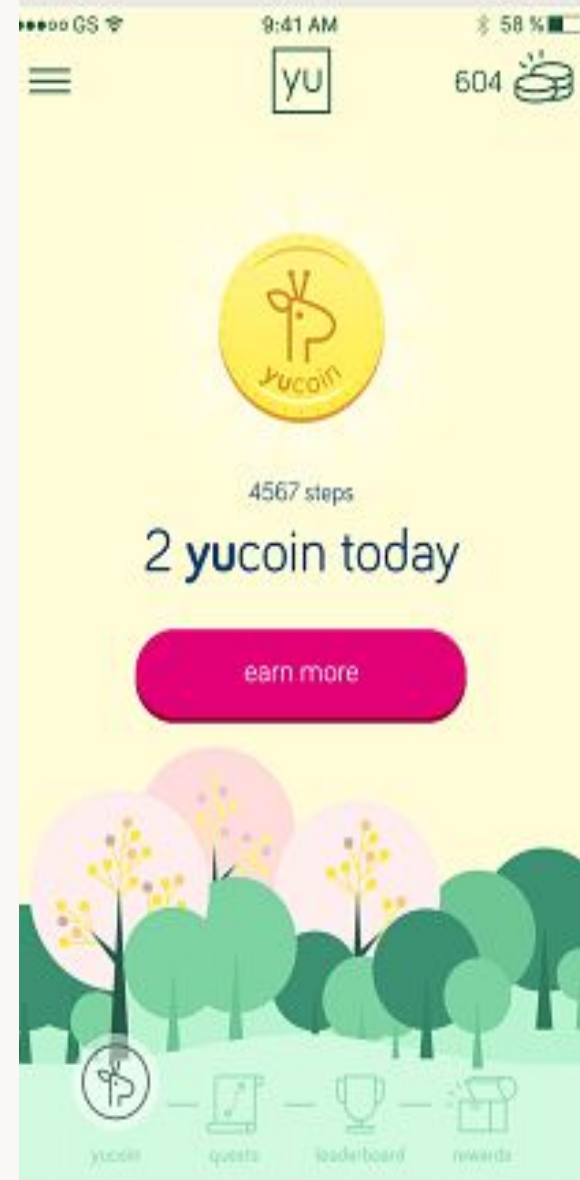 GS 9:41 AM 58 %
yu 604
yucoin
4567 steps
2 yucoin today
earn more
yucoin quests leaderboard rewards